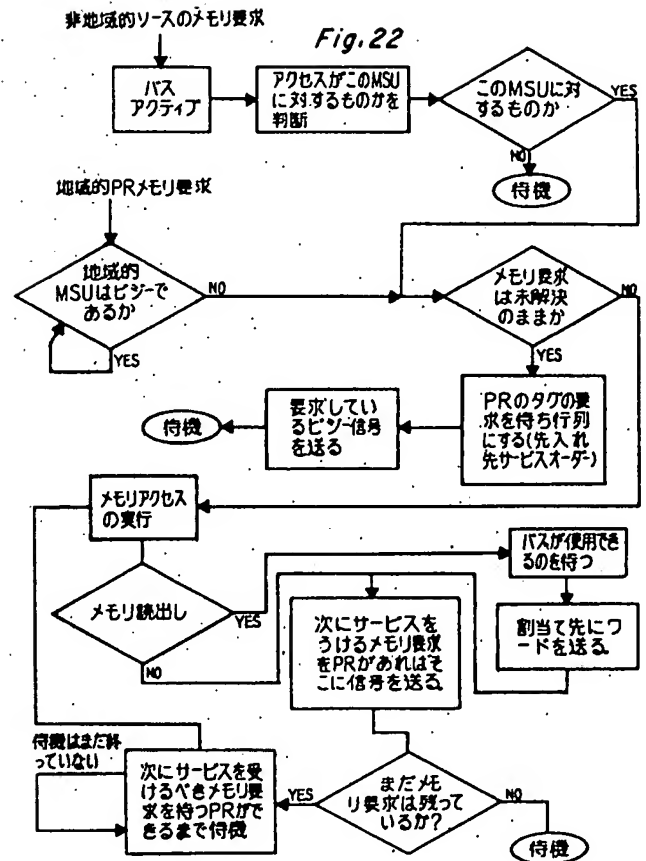 非地域的ソースのメモリ要求
Fig.22
バス
アクティブ
アクセスがこのMSU
に対するものかを
判断
このMSUに対
するものか
YES
NO
待機
地域的PRメモリ要求
地域的
MSUはビジーで
あるか
NO
YES
メモリ要求
は未解決
のままか
NO
YES
PRのタグの要
求を待ち行列
にする(先入れ
先サービスオーダー)
要求してい
るビジー信号
を送る
待機
メモリアクセス
の実行
メモリ読出し
YES
NO
バスが使用でき
るのを待つ
割当て先にワ
ードを送る.
次にサービスを
うけるメモリ要求
をPRがあればそ
こに信号を送る.
まだメモ
リ要求は残って
いるか?
YES
NO
待機
待機はまだ終
っていない
次にサービスを受
けるべきメモリ要
求を待つPRがで
きるまで待機